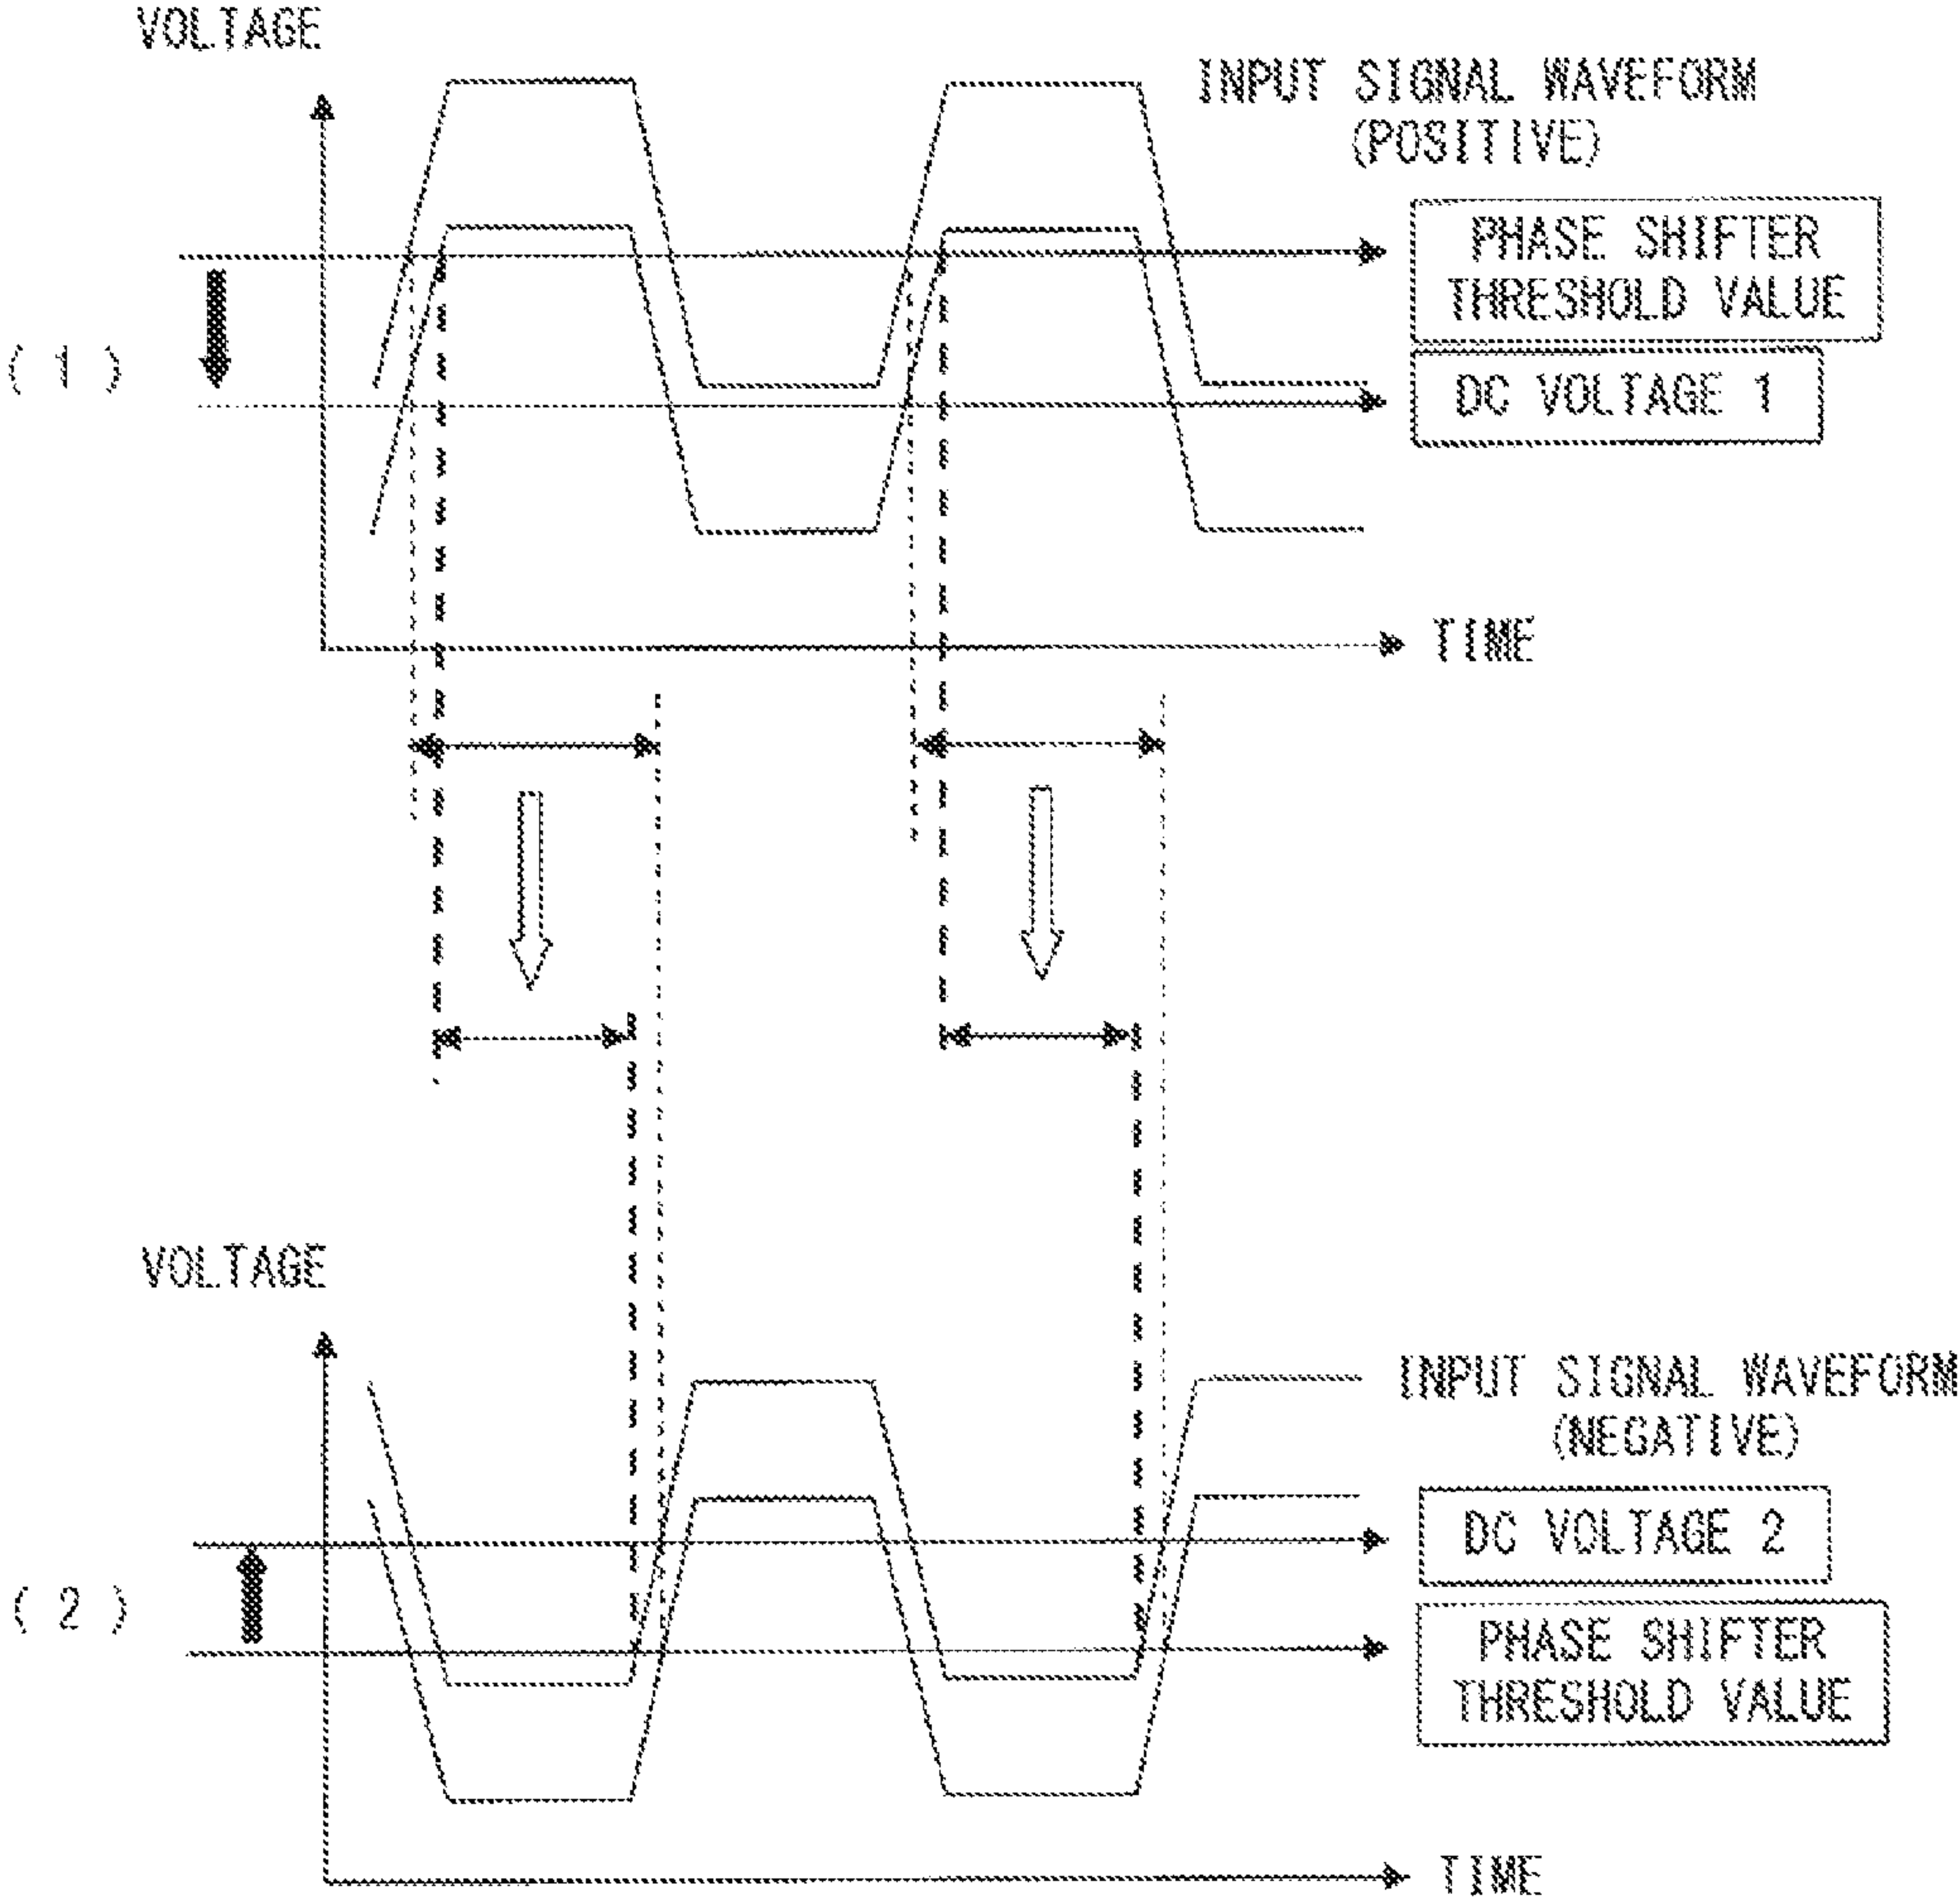 VOLTAGE
INPUT SIGNAL WAVEFORM
(POSITIVE)
PHASE SHIFTER
THRESHOLD VALUE
(1)
DC VOLTAGE 1
TIME
VOLTAGE
INPUT SIGNAL WAVEFORM
(NEGATIVE)
DC VOLTAGE 2
(2)
PHASE SHIFTER
THRESHOLD VALUE
TIME